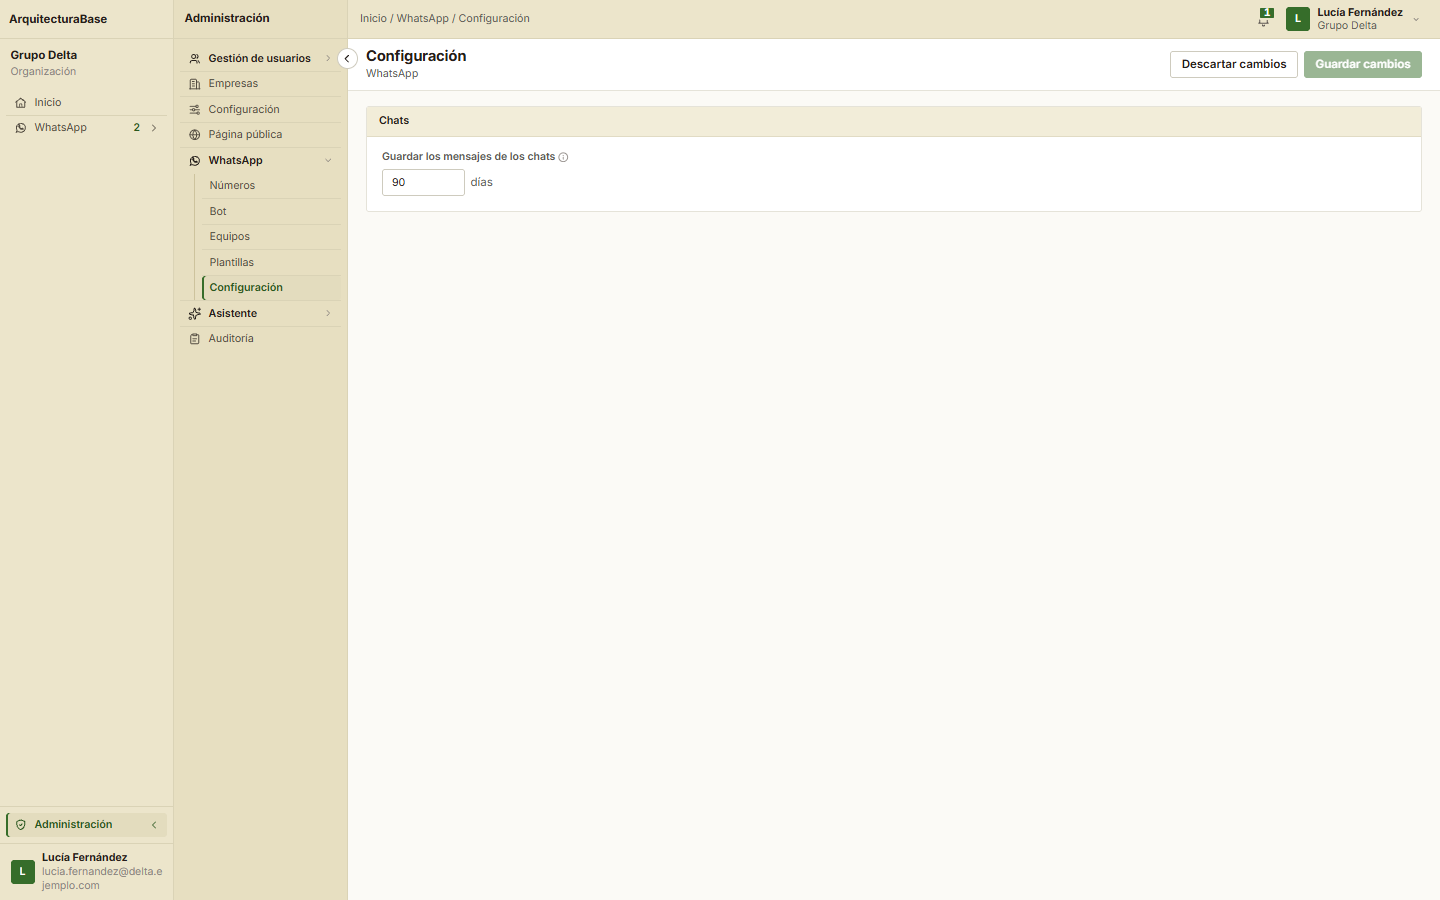 ArquitecturaBase
Grupo Delta
Organización
Inicio
WhatsApp 2
Administración
L
Lucía Fernández
lucia.fernandez@delta.e
jemplo.com
Administración
Gestión de usuarios
Empresas
Configuración
Página pública
WhatsApp
Números
Bot
Equipos
Plantillas
Configuración
Asistente
Auditoría
Inicio / WhatsApp / Configuración
1
L
Lucía Fernández
Grupo Delta
Configuración
WhatsApp
Descartar cambios
Guardar cambios
Chats
Guardar los mensajes de los chats
90 días